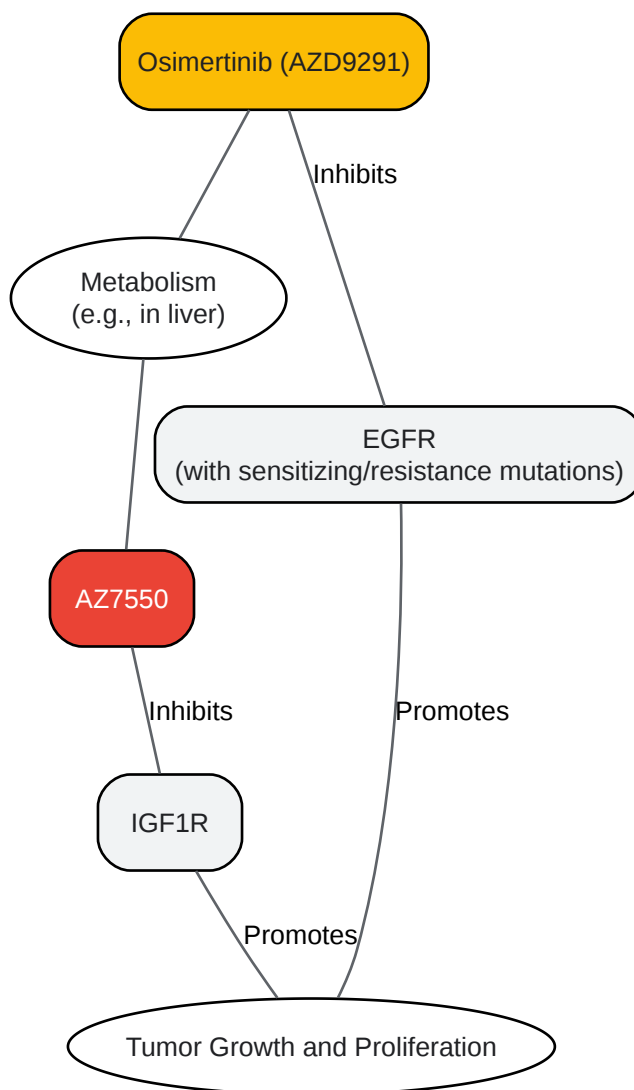 Osimertinib (AZD9291)
Inhibits
Metabolism
(e.g., in liver)
EGFR
(with sensitizing/resistance mutations)
AZ7550
Inhibits
Promotes
IGF1R
Promotes
Tumor Growth and Proliferation